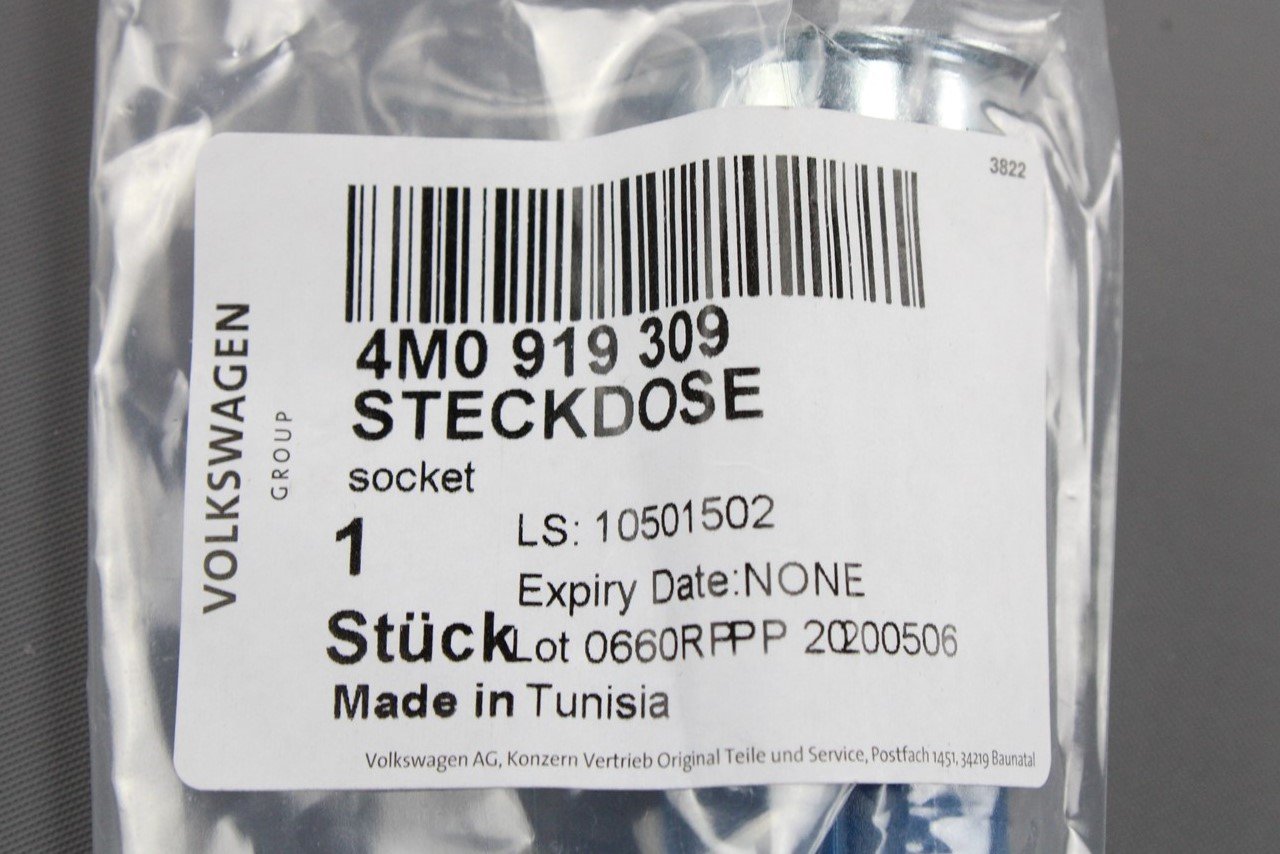 3822
4M0 919 309
STECKDOSE
socket
1
LS: 10501502
Expiry Date:NONE
Stück
Lot 0660RPPP 20200506
Made in Tunisia
Volkswagen AG, Konzern Vertrieb Original Teile und Service, Postfach 1451, 34219 Baunatal
VOLKSWAGEN
GROUP